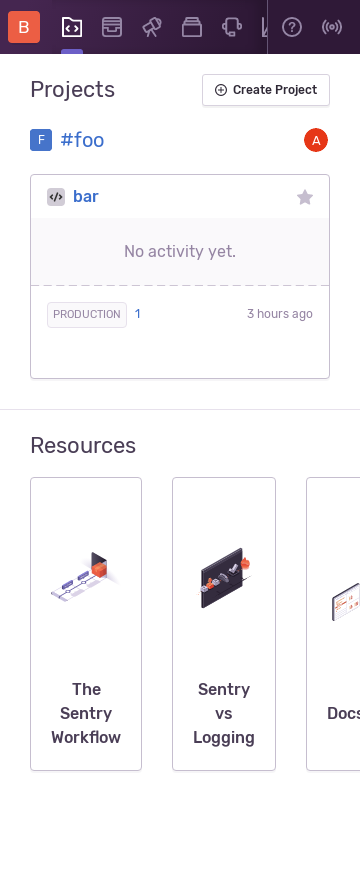 B
Projects
Create Project
F
#foo
A
bar
No activity yet.
PRODUCTION
1
3 hours ago
Resources
The
Sentry
Workflow
Sentry
vs
Logging
Docs